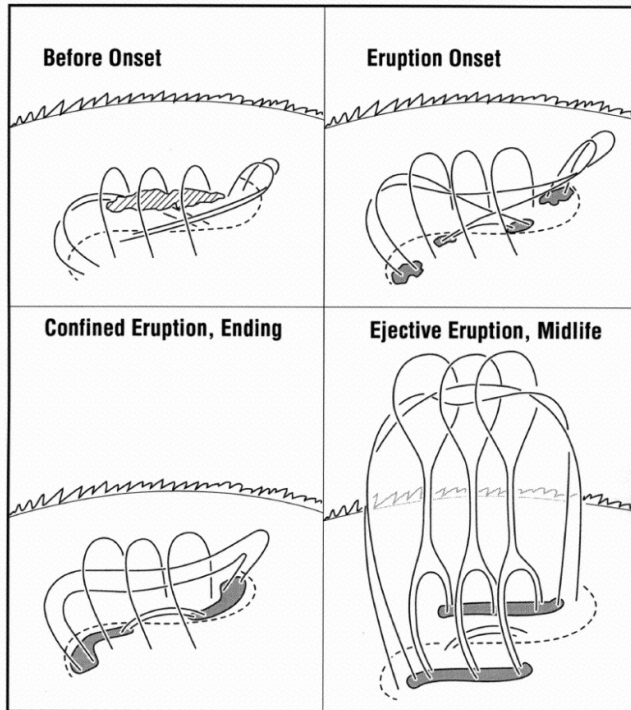 Before Onset
Eruption Onset
Confined Eruption, Ending
Ejective Eruption, Midlife